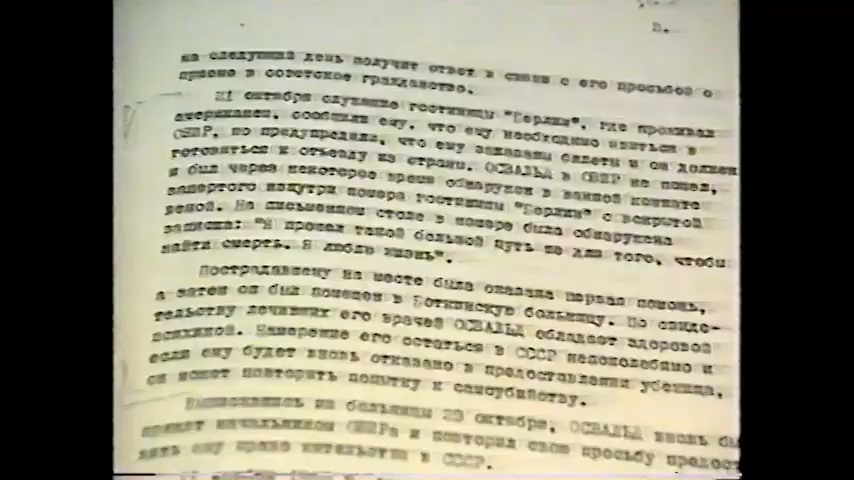 п.
на следующий день получит ответ в связи с его просьбой о
приеме в советское гражданство.
21 октября служащие гостиницы "Берлин", где проживал
американец, сообщили ему, что ему необходимо явиться в
ОВИР, но предупредили, что ему заказаны билеты и он должен
готовиться к отъезду из страны. ОСВАЛЬД в ОВИР не пошел,
и был через некоторое время обнаружен в ванной комнате
запертого изнутри номера гостиницы "Берлин" с вскрытой
веной. На письменном столе в номере была обнаружена
записка: "Я провел такой большой путь не для того, чтобы
найти смерть. Я люблю жизнь".
Пострадавшему на месте была оказана первая помощь,
а затем он был помещен в Боткинскую больницу. По свиде-
тельству лечивших его врачей ОСВАЛЬД обладает здоровой
психикой. Намерение его остаться в СССР непоколебимо и
если ему будет вновь отказано в предоставлении убежища,
он может повторить попытку к самоубийству.
Выписавшись из больницы 28 октября, ОСВАЛЬД вновь бы
принят начальником ОВИРа и повторил свою просьбу предост
вить ему право жительства в СССР.